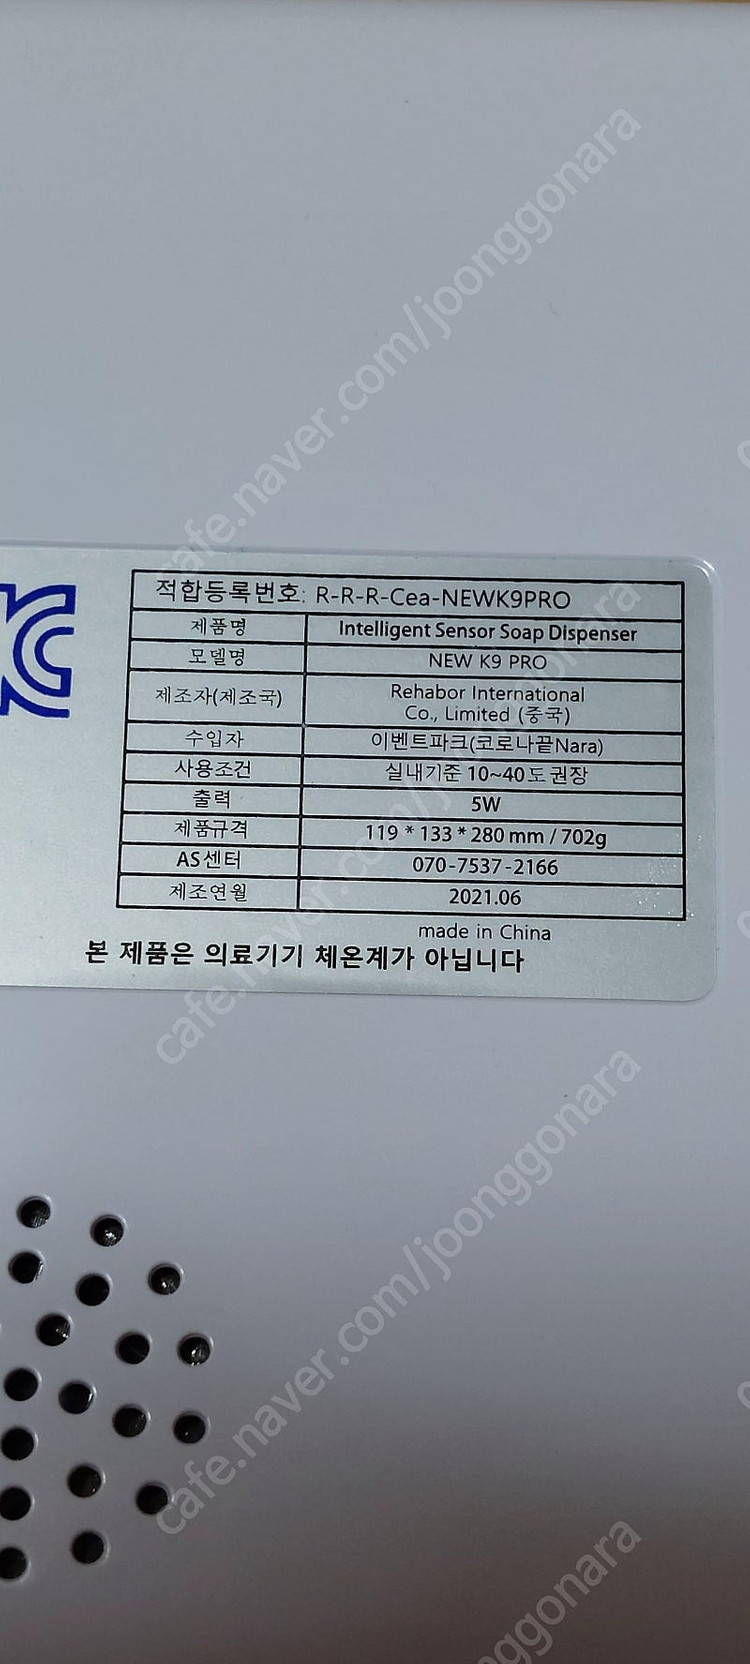 적합등록번호: R-R-R-Cea-NEWK9PRO
제품명 Intelligent Sensor Soap Dispenser
모델명 NEW K9 PRO
제조자(제조국) Rehabor International
Co., Limited (중국)
수입자 이벤트파크(코로나끝Nara)
사용조건 실내기준 10~40도 권장
출력 5W
제품규격 119 * 133 * 280 mm / 702g
AS센터 070-7537-2166
제조연월 2021.06
made in China
본 제품은 의료기기 체온계가 아닙니다
cafe.naver.com/joonggonara
cafe.naver.com/joonggonara
cafe.naver.com/joonggonara
ggonara